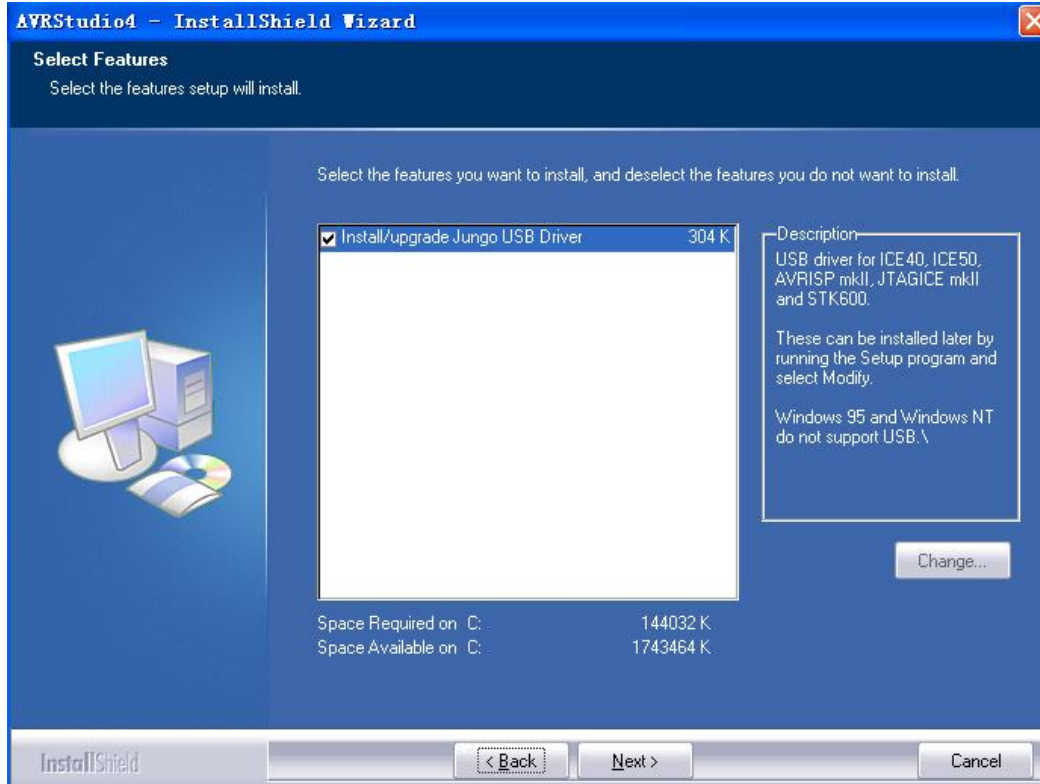 AVRStudio4 - InstallShield Wizard
Select Features
Select the features setup will install.
Select the features you want to install, and deselect the features you do not want to install.
Install/upgrade Jungo USB Driver 304 K
Description
USB driver for ICE40, ICE50,
AVRISP mkII, JTAGICE mkII
and STK600.
These can be installed later by
running the Setup program and
select Modify.
Windows 95 and Windows NT
do not support USB.\
Change...
Space Required on C: 144032 K
Space Available on C: 1743464 K
InstallShield
< Back
Next >
Cancel